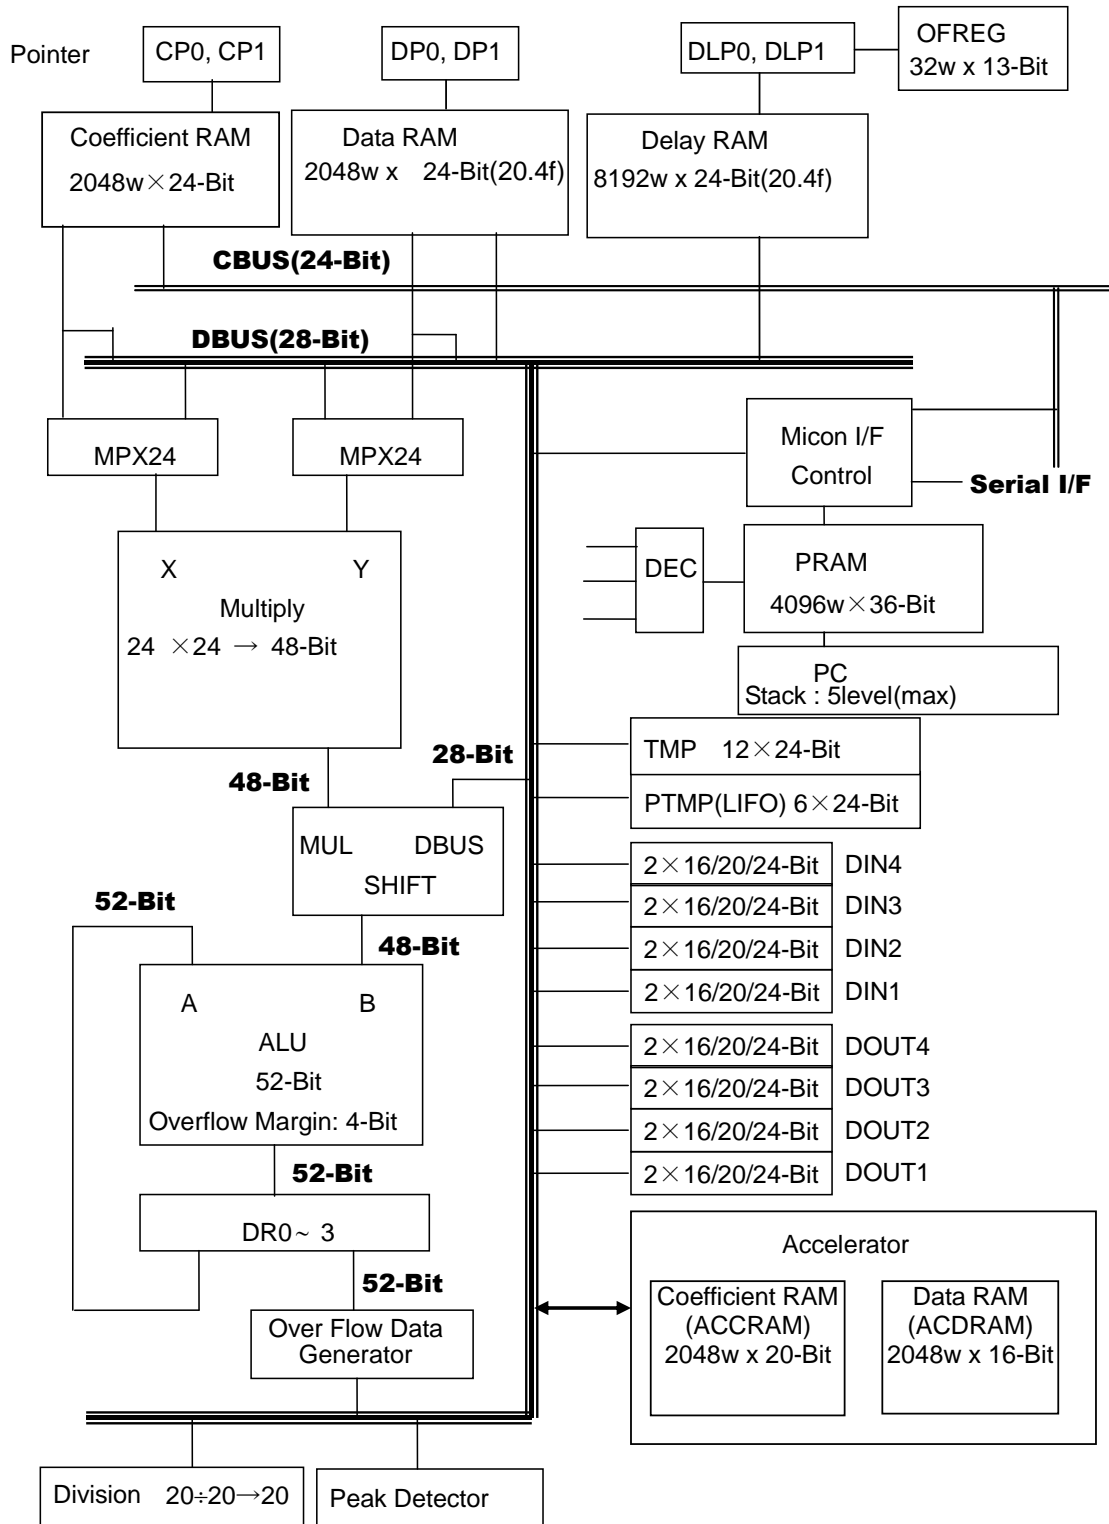 Pointer
CP0, CP1
DP0, DP1
DLP0, DLP1
OFREG
32w x 13-Bit
Coefficient RAM
2048w×24-Bit
Data RAM
2048w x 24-Bit(20.4f)
Delay RAM
8192w x 24-Bit(20.4f)
CBUS(24-Bit)
DBUS(28-Bit)
MPX24
MPX24
Micon I/F
Control
Serial I/F
X
Y
Multiply
24 ×24 → 48-Bit
DEC
PRAM
4096w×36-Bit
PC
Stack : 5level(max)
TMP 12×24-Bit
PTMP(LIFO) 6×24-Bit
28-Bit
48-Bit
MUL
DBUS
SHIFT
2×16/20/24-Bit DIN4
2×16/20/24-Bit DIN3
2×16/20/24-Bit DIN2
2×16/20/24-Bit DIN1
52-Bit
48-Bit
A
B
ALU
52-Bit
Overflow Margin: 4-Bit
2×16/20/24-Bit DOUT4
2×16/20/24-Bit DOUT3
2×16/20/24-Bit DOUT2
2×16/20/24-Bit DOUT1
52-Bit
DR0~ 3
52-Bit
Over Flow Data
Generator
Accelerator
Coefficient RAM
(ACCRAM)
2048w x 20-Bit
Data RAM
(ACDRAM)
2048w x 16-Bit
Division 20÷20→20
Peak Detector